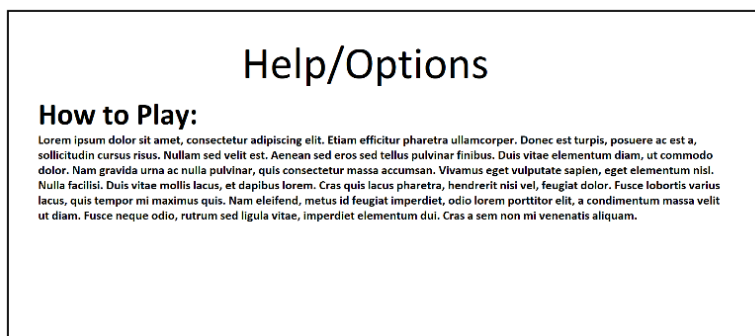 Help/Options
How to Play:
Lorem ipsum dolor sit amet, consectetur adipiscing elit. Etiam efficitur pharetra ullamcorper. Donec est turpis, posuere ac est a,
sollicitudin cursus risus. Nullam sed velit est. Aenean sed eros sed tellus pulvinar finibus. Duis vitae elementum diam, ut commodo
dolor. Nam gravida urna ac nulla pulvinar, quis consectetur massa accumsan. Vivamus eget vulputate sapien, eget elementum nisl.
Nulla facilisi. Duis vitae mollis lacus, et dapibus lorem. Cras quis lacus pharetra, hendrerit nisi vel, feugiat dolor. Fusce lobortis varius
lacus, quis tempor mi maximus quis. Nam eleifend, metus id feugiat imperdiet, odio lorem porttitor elit, a condimentum massa velit
ut diam. Fusce neque odio, rutrum sed ligula vitae, imperdiet elementum dui. Cras a sem non mi venenatis aliquam.